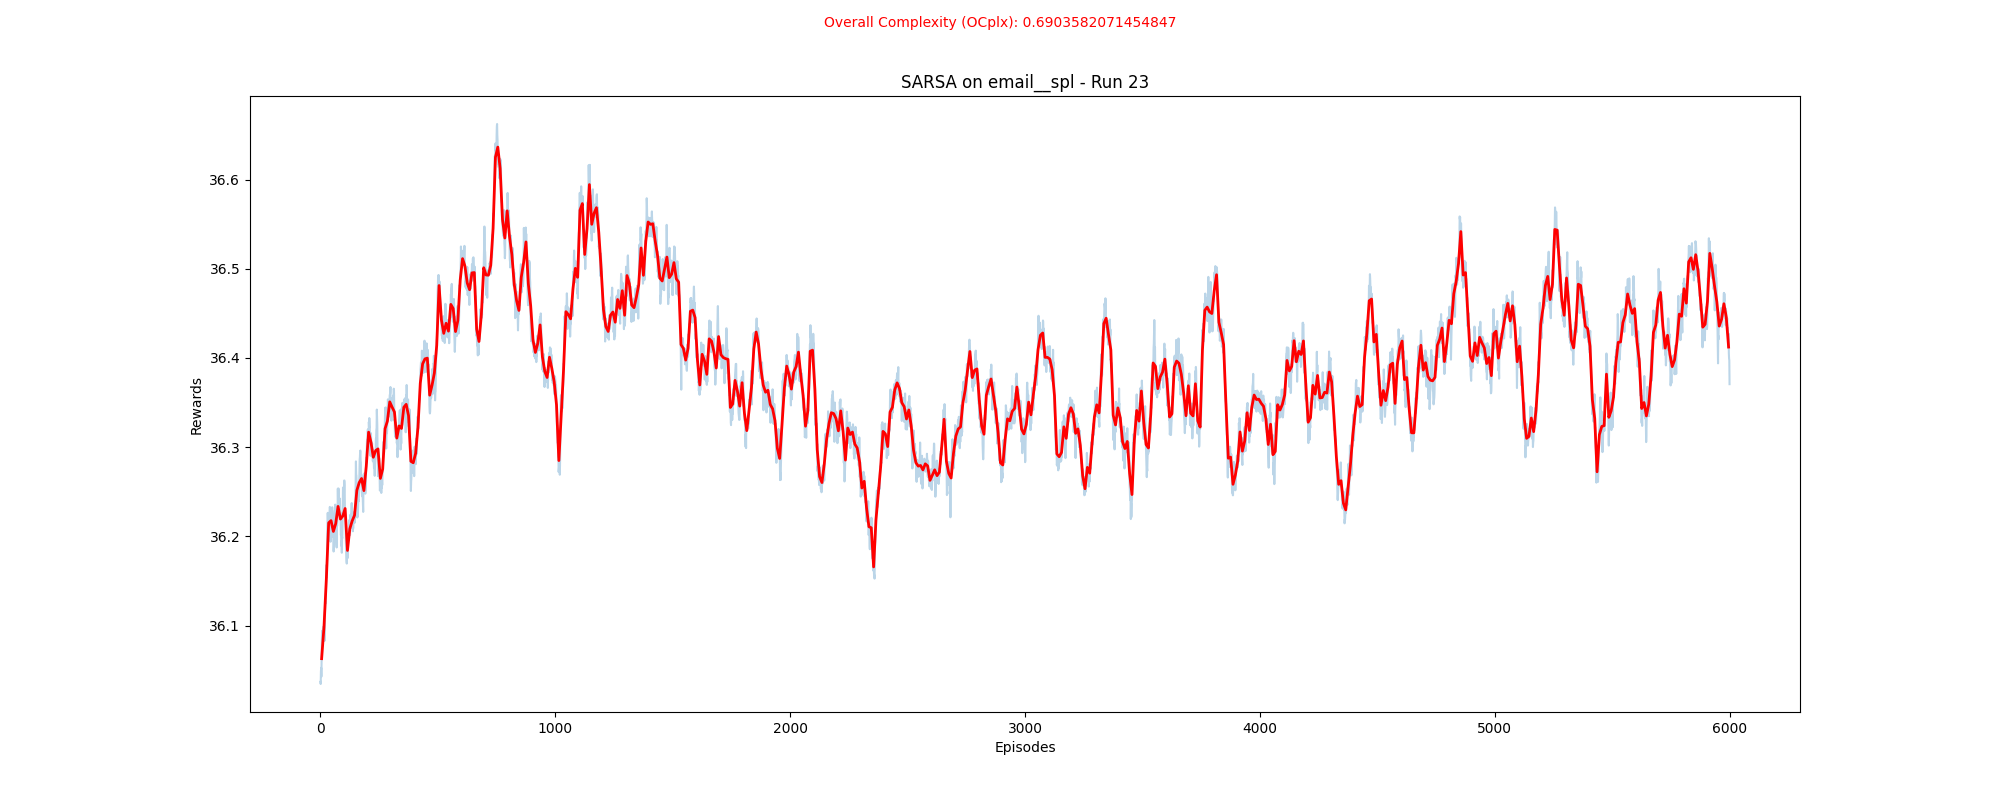 Overall Complexity (OCplx): 0.6903582071454847
SARSA on email__spl - Run 23
Rewards
36.6
36.5
36.4
36.3
36.2
36.1
0 1000 2000 3000 4000 5000 6000
Episodes